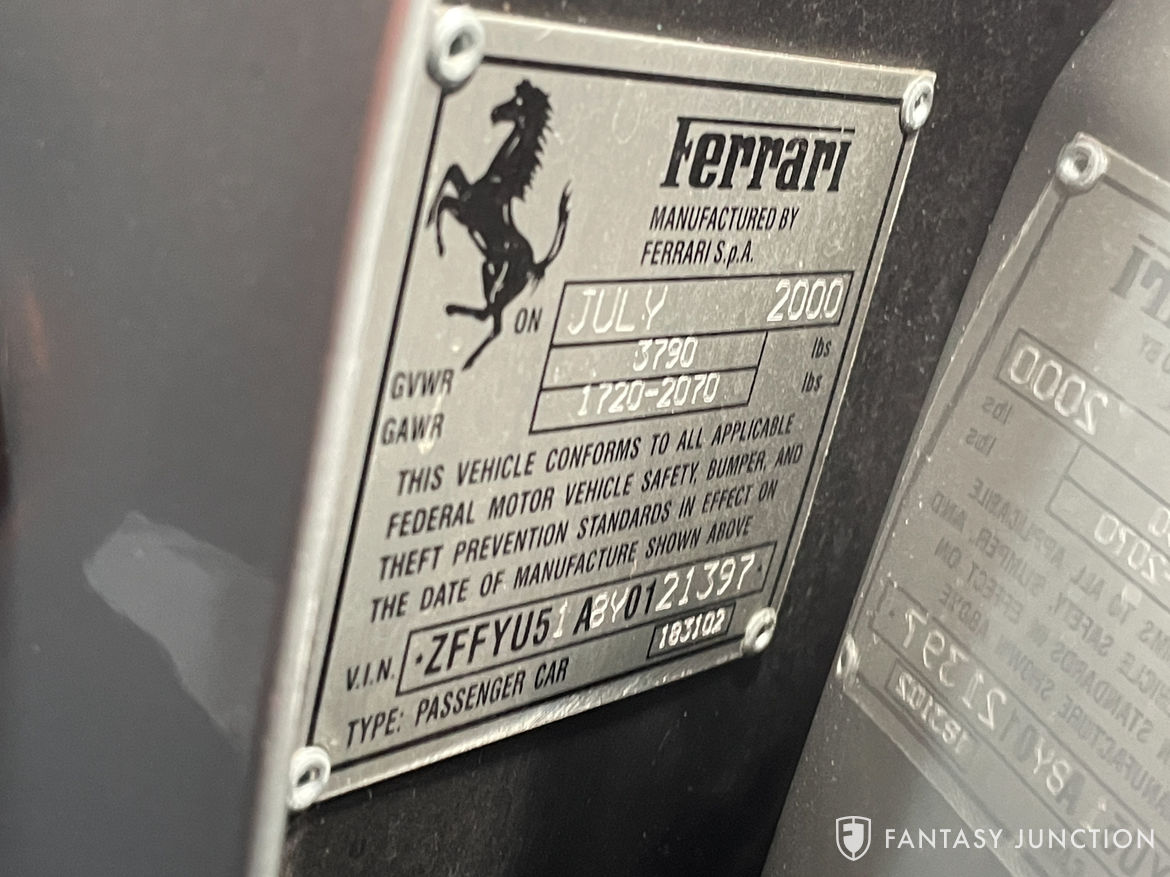 Ferrari
MANUFACTURED BY
FERRARI S.p.A.
ON JULY 2000
GVWR 3790 lbs
GAWR 1720-2070 lbs
THIS VEHICLE CONFORMS TO ALL APPLICABLE
FEDERAL MOTOR VEHICLE SAFETY, BUMPER, AND
THEFT PREVENTION STANDARDS IN EFFECT ON
THE DATE OF MANUFACTURE SHOWN ABOVE
V.I.N. ·ZFFYU51A8Y0121397·
TYPE: PASSENGER CAR 183102
FANTASY JUNCTION